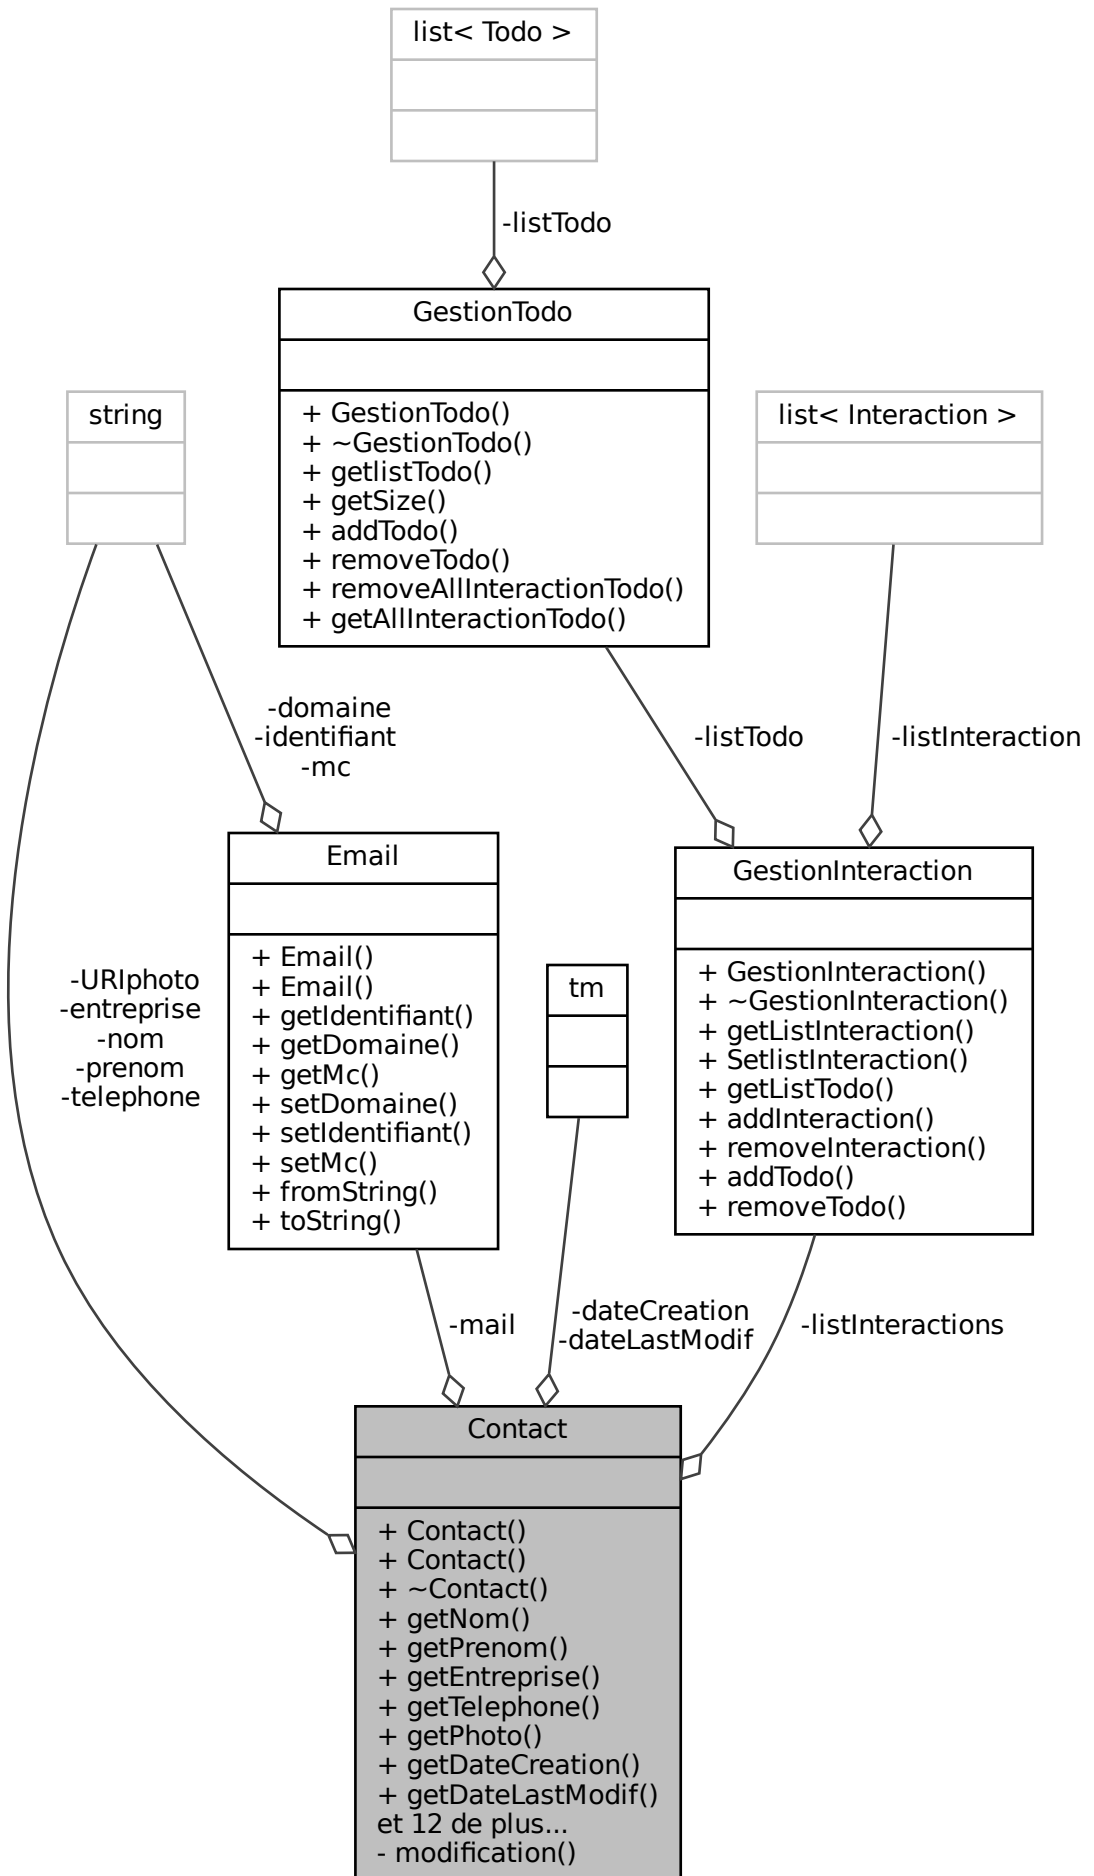 list< Todo >
-listTodo
GestionTodo
+ GestionTodo()
+ ~GestionTodo()
+ getlistTodo()
+ getSize()
+ addTodo()
+ removeTodo()
+ removeAllInteractionTodo()
+ getAllInteractionTodo()
string
list< Interaction >
-domaine
-identifiant
-mc
-listTodo
-listInteraction
Email
+ Email()
+ Email()
+ getIdentifiant()
+ getDomaine()
+ getMc()
+ setDomaine()
+ setIdentifiant()
+ setMc()
+ fromString()
+ toString()
GestionInteraction
+ GestionInteraction()
+ ~GestionInteraction()
+ getListInteraction()
+ SetlistInteraction()
+ getListTodo()
+ addInteraction()
+ removeInteraction()
+ addTodo()
+ removeTodo()
tm
-URIphoto
-entreprise
-nom
-prenom
-telephone
-mail
-dateCreation
-dateLastModif
-listInteractions
Contact
+ Contact()
+ Contact()
+ ~Contact()
+ getNom()
+ getPrenom()
+ getEntreprise()
+ getTelephone()
+ getPhoto()
+ getDateCreation()
+ getDateLastModif()
et 12 de plus...
- modification()